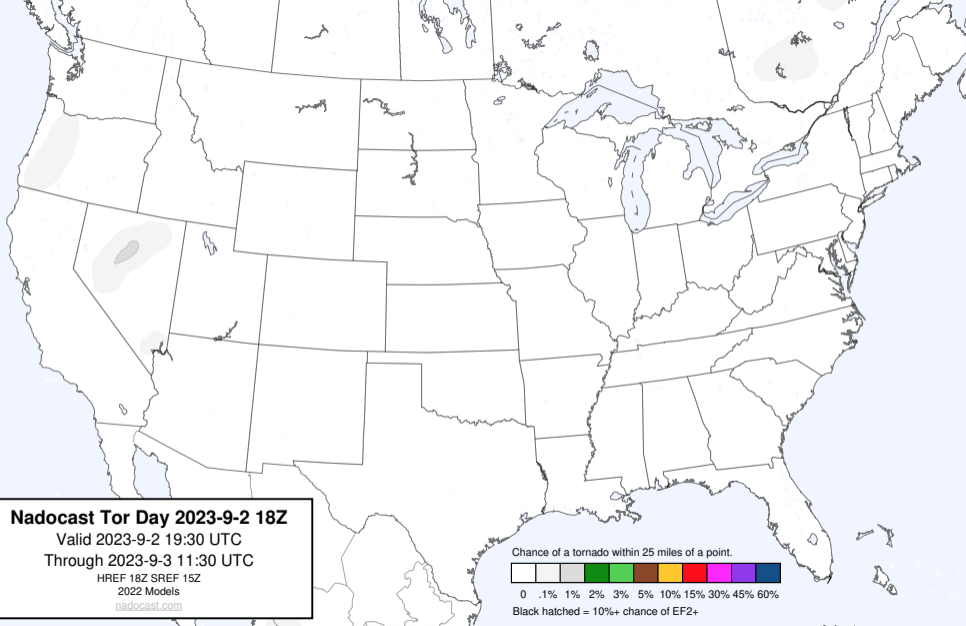 Nadocast Tor Day 2023-9-2 18Z
Valid 2023-9-2 19:30 UTC
Through 2023-9-3 11:30 UTC
HREF 18Z SREF 15Z
2022 Models
nadocast.com
Chance of a tornado within 25 miles of a point.
0 .1% 1% 2% 3% 5% 10% 15% 30% 45% 60%
Black hatched = 10%+ chance of EF2+